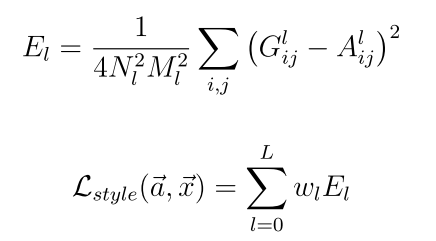 $E_l = \frac{1}{4N_l^2 M_l^2} \sum_{i,j} \left( G_{ij}^l - A_{ij}^l \right)^2$
$\mathcal{L}_{style}(\vec{a}, \vec{x}) = \sum_{l=0}^{L} w_l E_l$